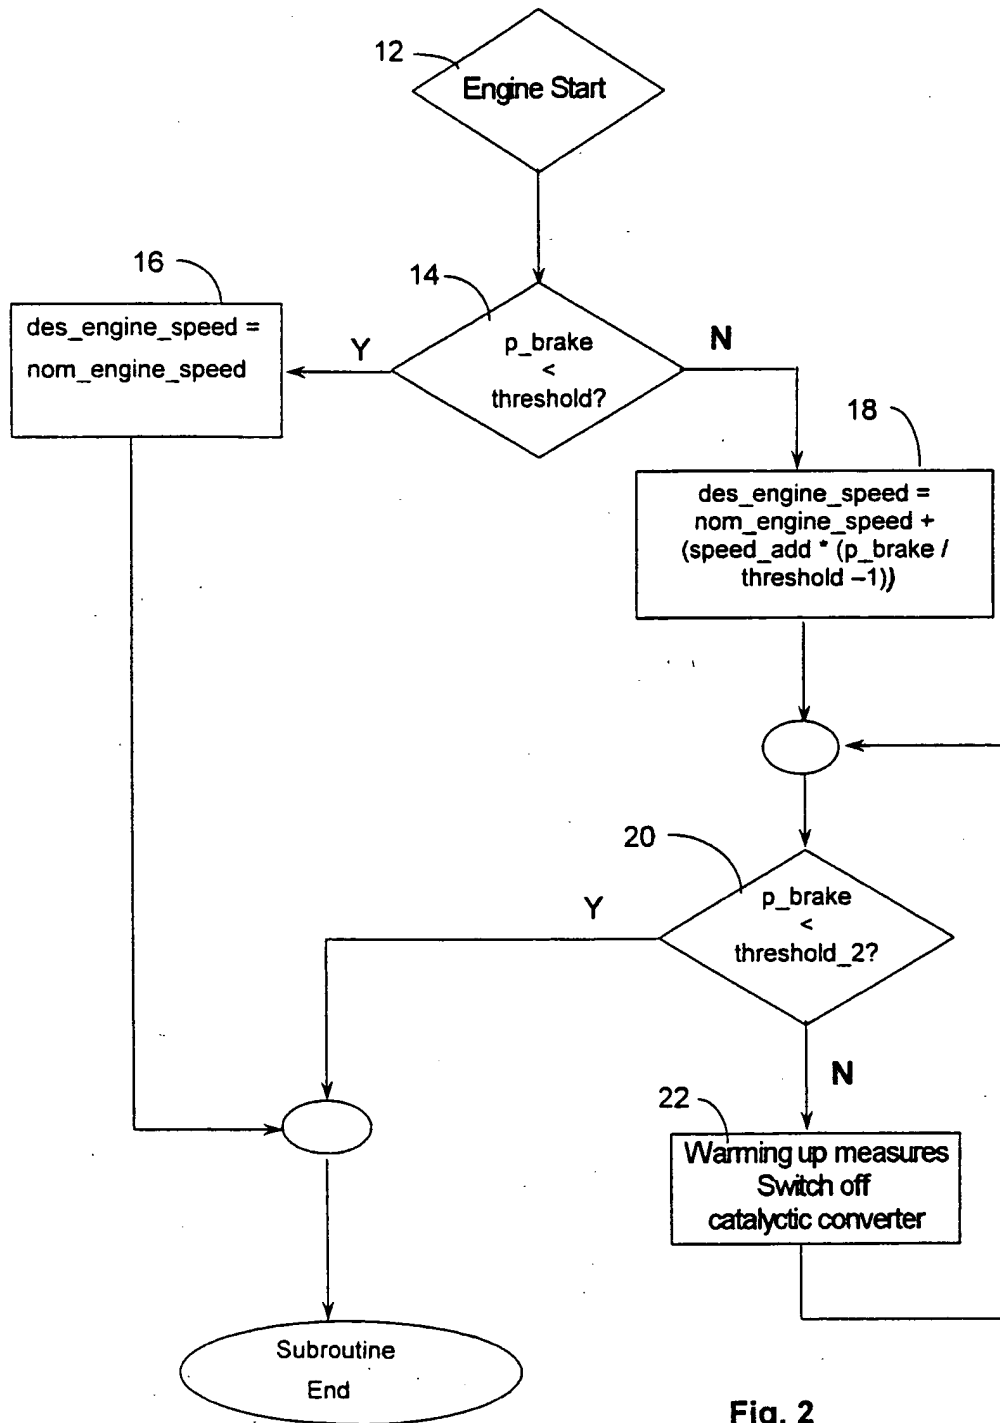 12
Engine Start
16
14
des_engine_speed =
nom_engine_speed
Y
p_brake
<
threshold?
N
18
des_engine_speed =
nom_engine_speed +
(speed_add * (p_brake /
threshold –1))
20
p_brake
<
threshold_2?
Y
N
22
Warming up measures
Switch off
catalyctic converter
Subroutine
End
Fig. 2